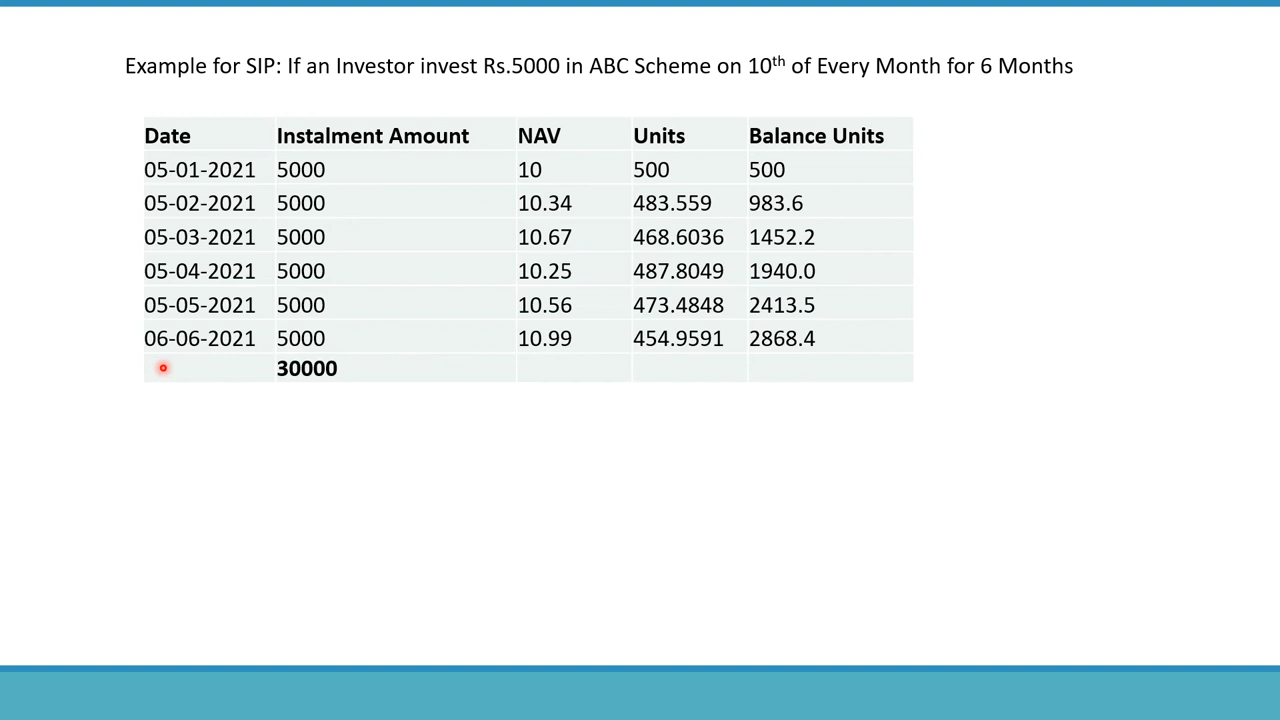 Example for SIP: If an Investor invest Rs.5000 in ABC Scheme on 10th of Every Month for 6 Months
Date Instalment Amount NAV Units Balance Units
05-01-2021 5000 10 500 500
05-02-2021 5000 10.34 483.559 983.6
05-03-2021 5000 10.67 468.6036 1452.2
05-04-2021 5000 10.25 487.8049 1940.0
05-05-2021 5000 10.56 473.4848 2413.5
06-06-2021 5000 10.99 454.9591 2868.4
30000